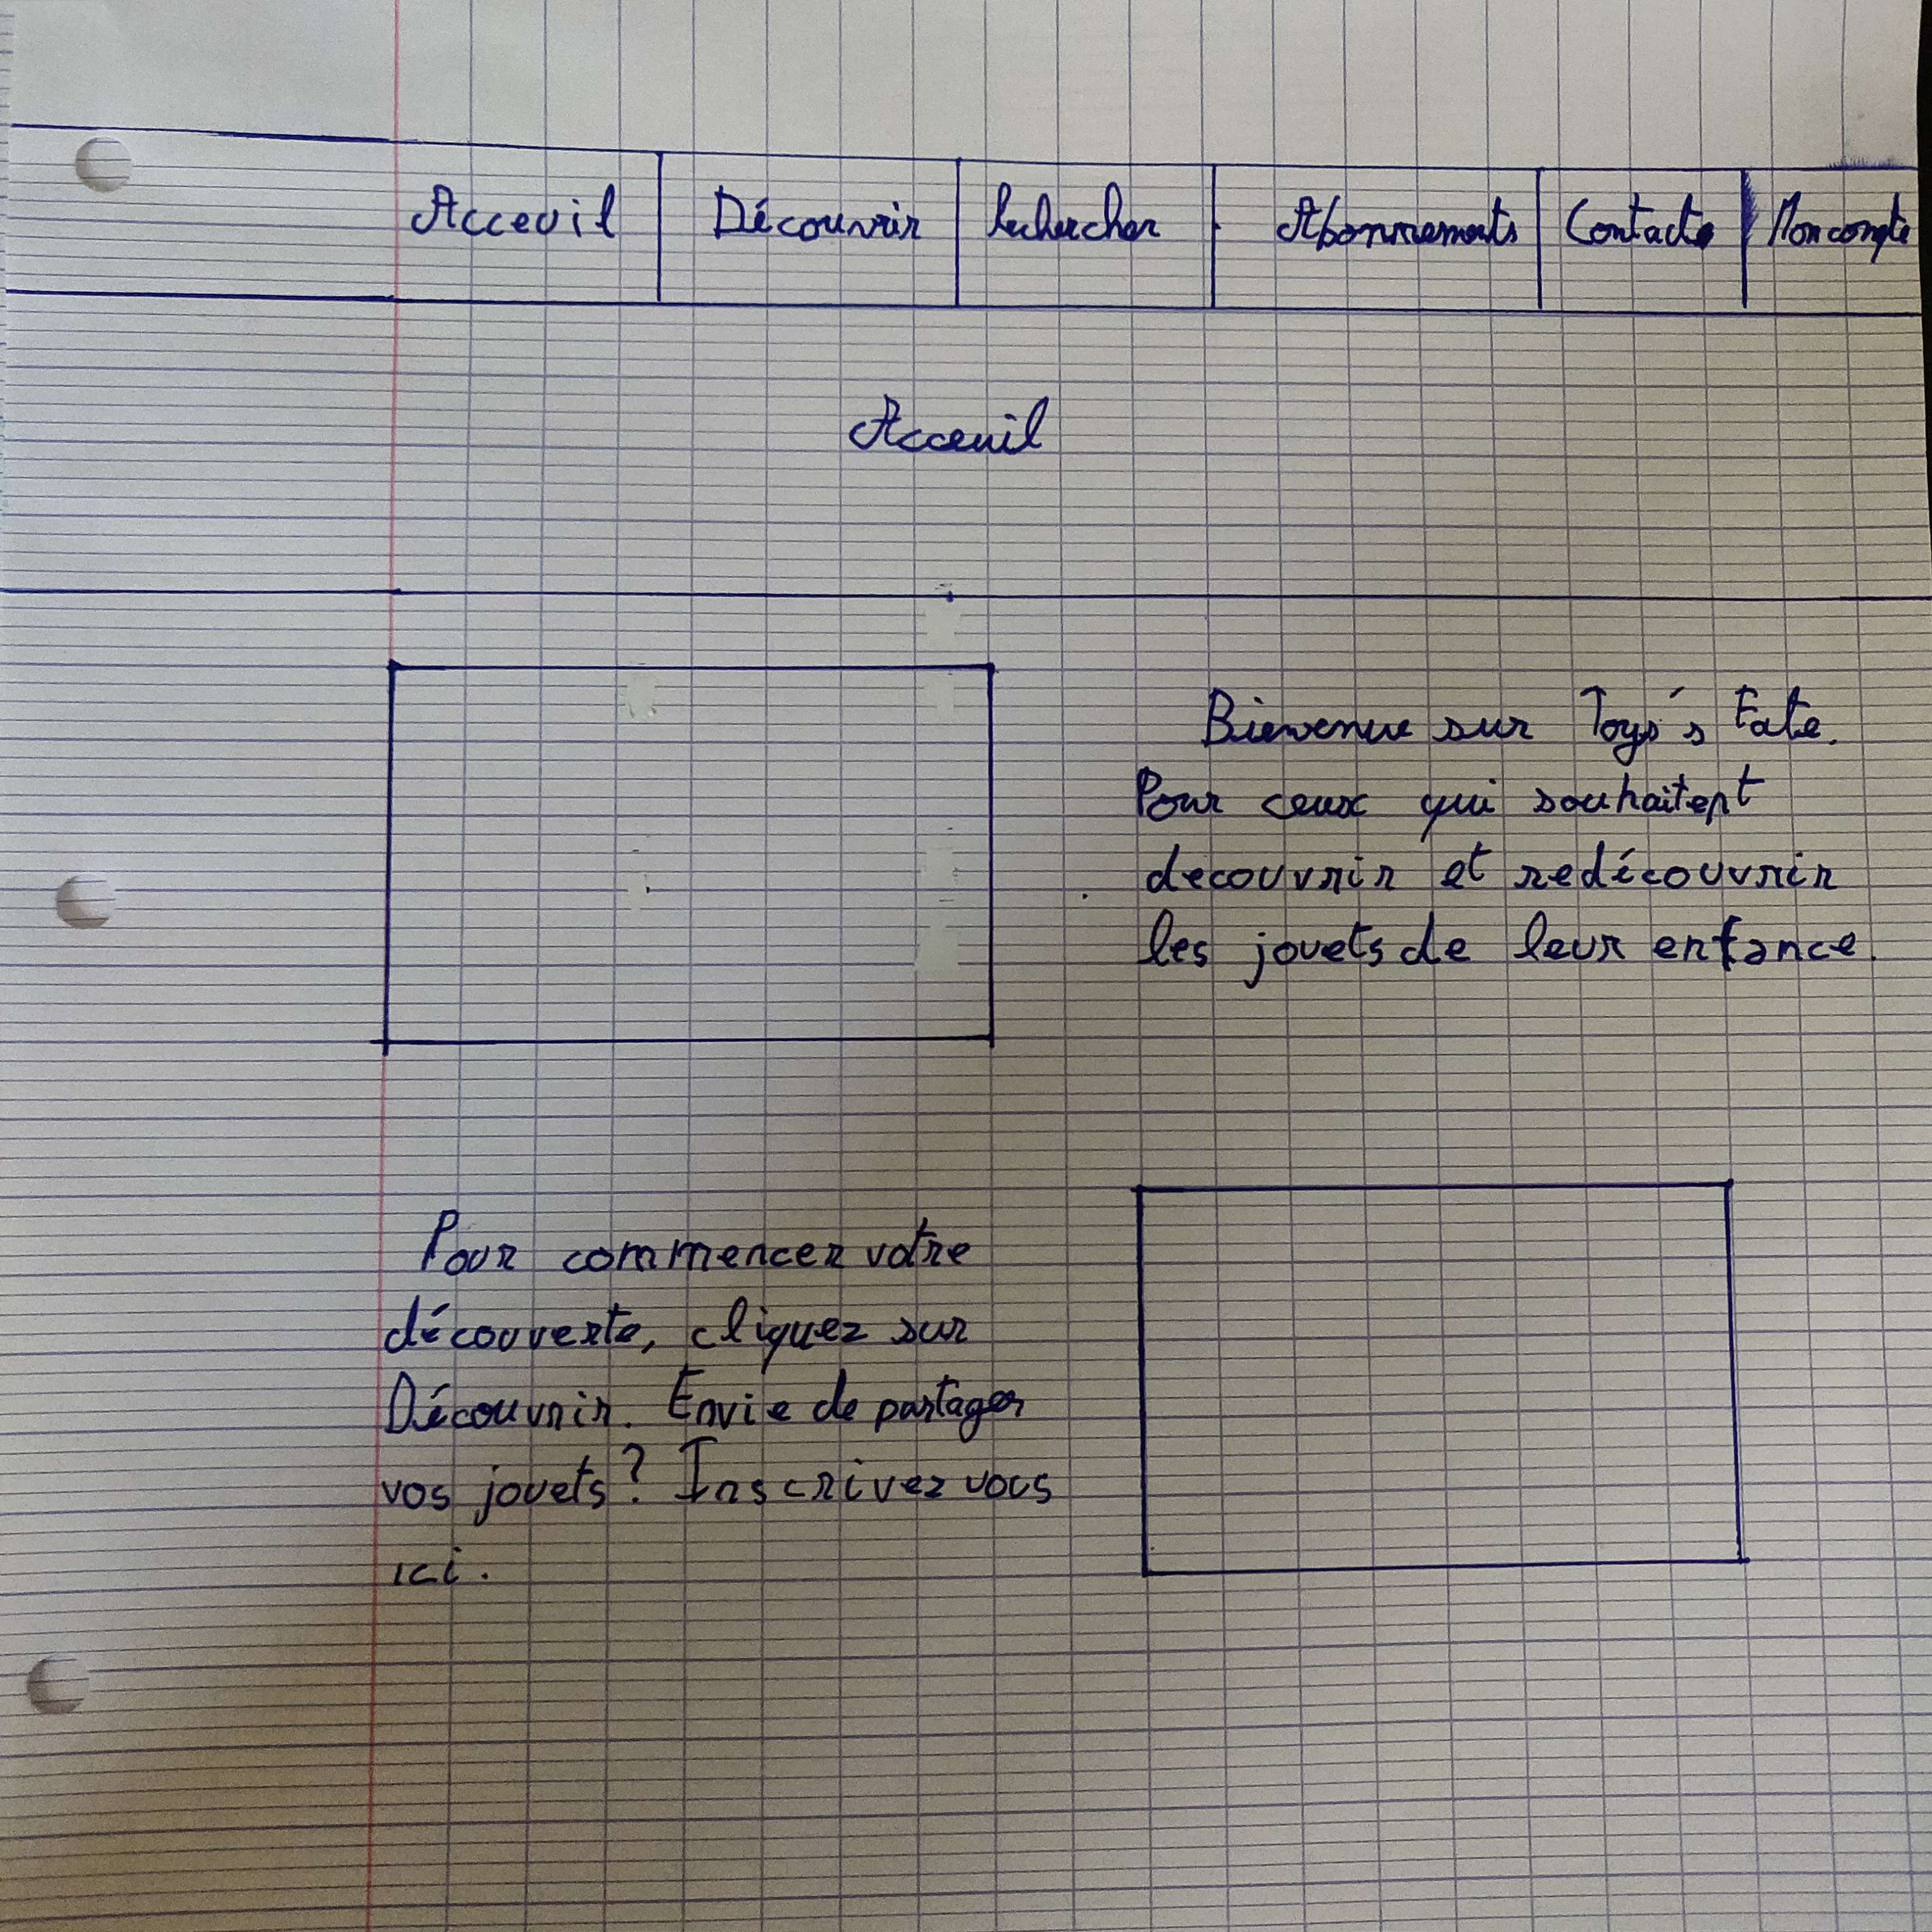 Acceuil Découvrir Rechercher Abonnements Contacts Mon compte
Acceuil
Bienvenue sur Toys's Fate.
Pour ceux qui souhaitent
decouvrir et redécouvrir
les jouets de leur enfance.
Pour commencer votre
découverte, cliquez sur
Découvrir. Envie de partager
vos jouets? Inscrivez vous
ici.